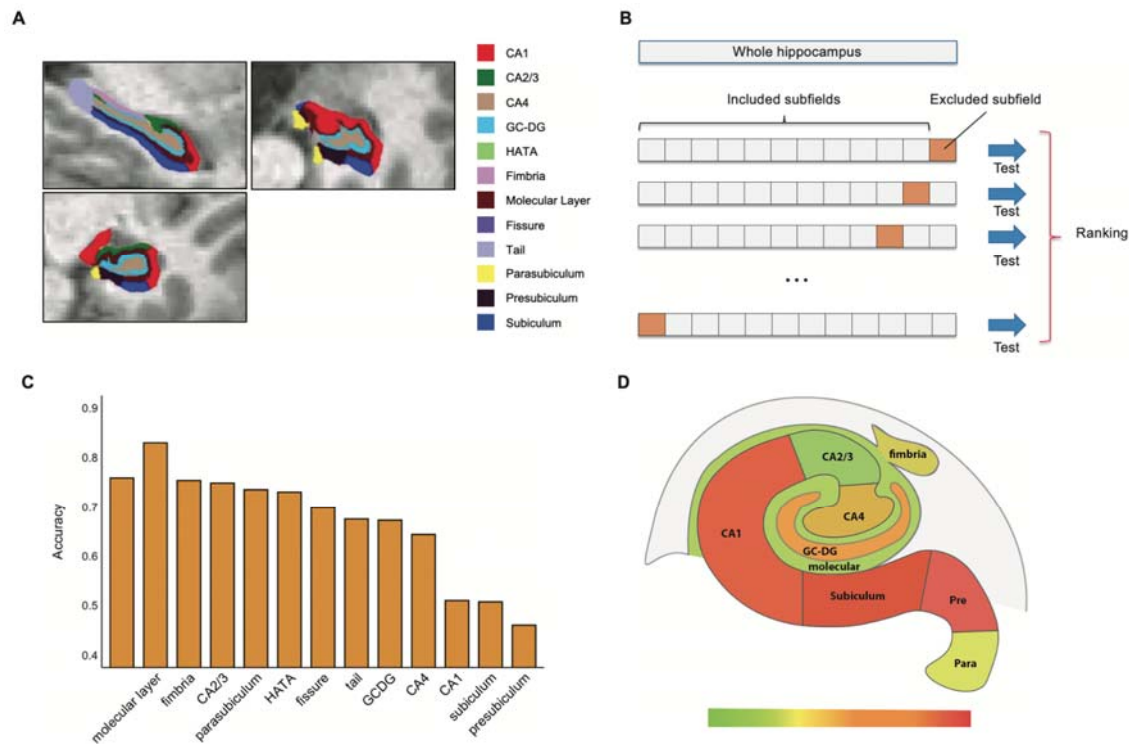 A
CA1
CA2/3
CA4
GC-DG
HATA
Fimbria
Molecular Layer
Fissure
Tail
Parasubiculum
Presubiculum
Subiculum
B
Whole hippocampus
Included subfields
Excluded subfield
Test
Test
Test
Ranking
...
Test
C
Accuracy
0.9
0.8
0.7
0.6
0.5
0.4
molecular layer
fimbria
CA2/3
parasubiculum
HATA
fissure
tail
GCDG
CA4
CA1
subiculum
presubiculum
D
CA2/3
fimbria
CA4
CA1
GC-DG
molecular
Subiculum
Pre
Para